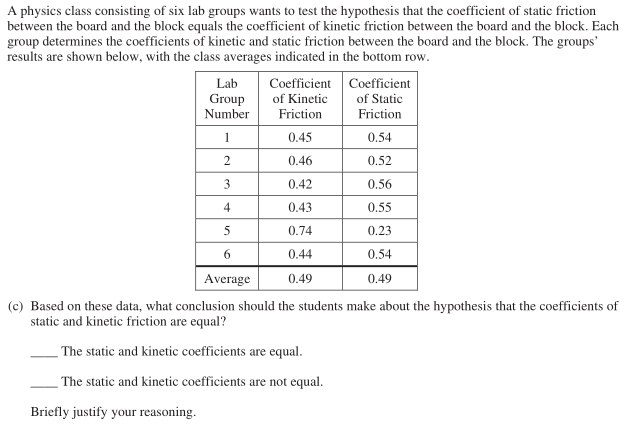 A physics class consisting of six lab groups wants to test the hypothesis that the coefficient of static friction
between the board and the block equals the coefficient of kinetic friction between the board and the block. Each
group determines the coefficients of kinetic and static friction between the board and the block. The groups'
results are shown below, with the class averages indicated in the bottom row.
Lab Group Number Coefficient of Kinetic Friction Coefficient of Static Friction
1 0.45 0.54
2 0.46 0.52
3 0.42 0.56
4 0.43 0.55
5 0.74 0.23
6 0.44 0.54
Average 0.49 0.49
(c) Based on these data, what conclusion should the students make about the hypothesis that the coefficients of
static and kinetic friction are equal?
____ The static and kinetic coefficients are equal.
____ The static and kinetic coefficients are not equal.
Briefly justify your reasoning.